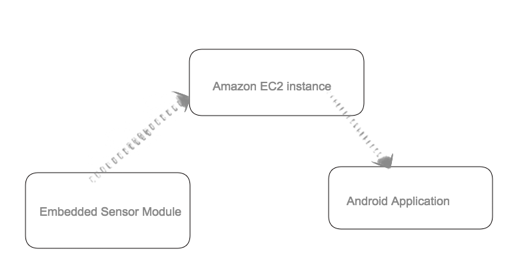 Amazon EC2 instance
Embedded Sensor Module
Android Application